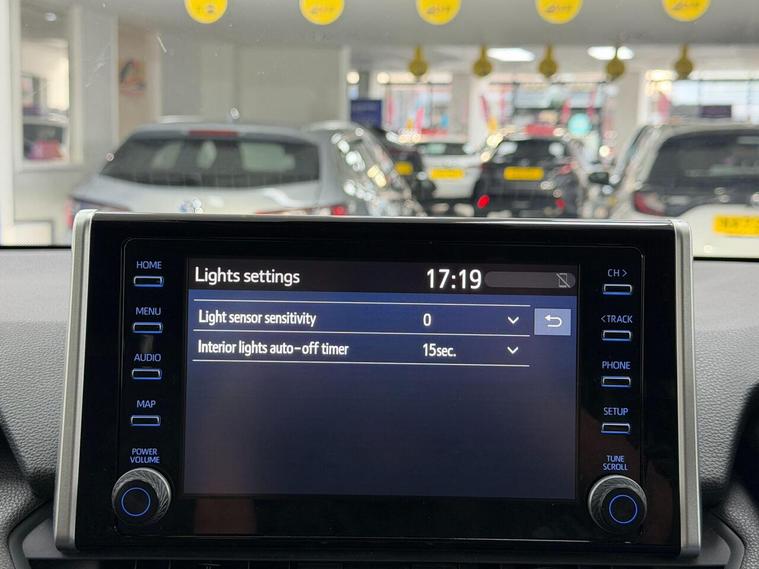 HOME
MENU
AUDIO
MAP
POWER
VOLUME
Lights settings 17:19
Light sensor sensitivity 0
Interior lights auto-off timer 15sec.
CH >
< TRACK
PHONE
SETUP
TUNE
SCROLL